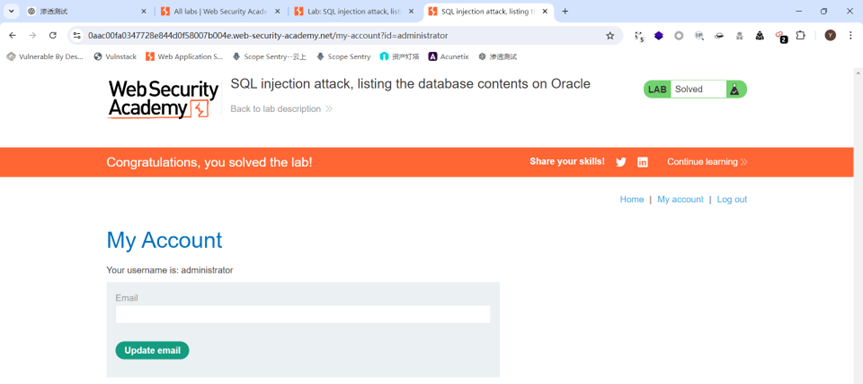 渗透测试
All labs | Web Security Acade
Lab: SQL injection attack, listi
SQL injection attack, listing th
0aac00fa0347728e844d0f58007b004e.web-security-academy.net/my-account?id=administrator
Vulnerable By Des...
Vulnstack
Web Application S...
Scope Sentry--云上
Scope Sentry
资产灯塔
Acunetix
渗透测试
Web Security Academy
SQL injection attack, listing the database contents on Oracle
Back to lab description
LAB Solved
Congratulations, you solved the lab!
Share your skills!
Continue learning
Home | My account | Log out
My Account
Your username is: administrator
Email
Update email